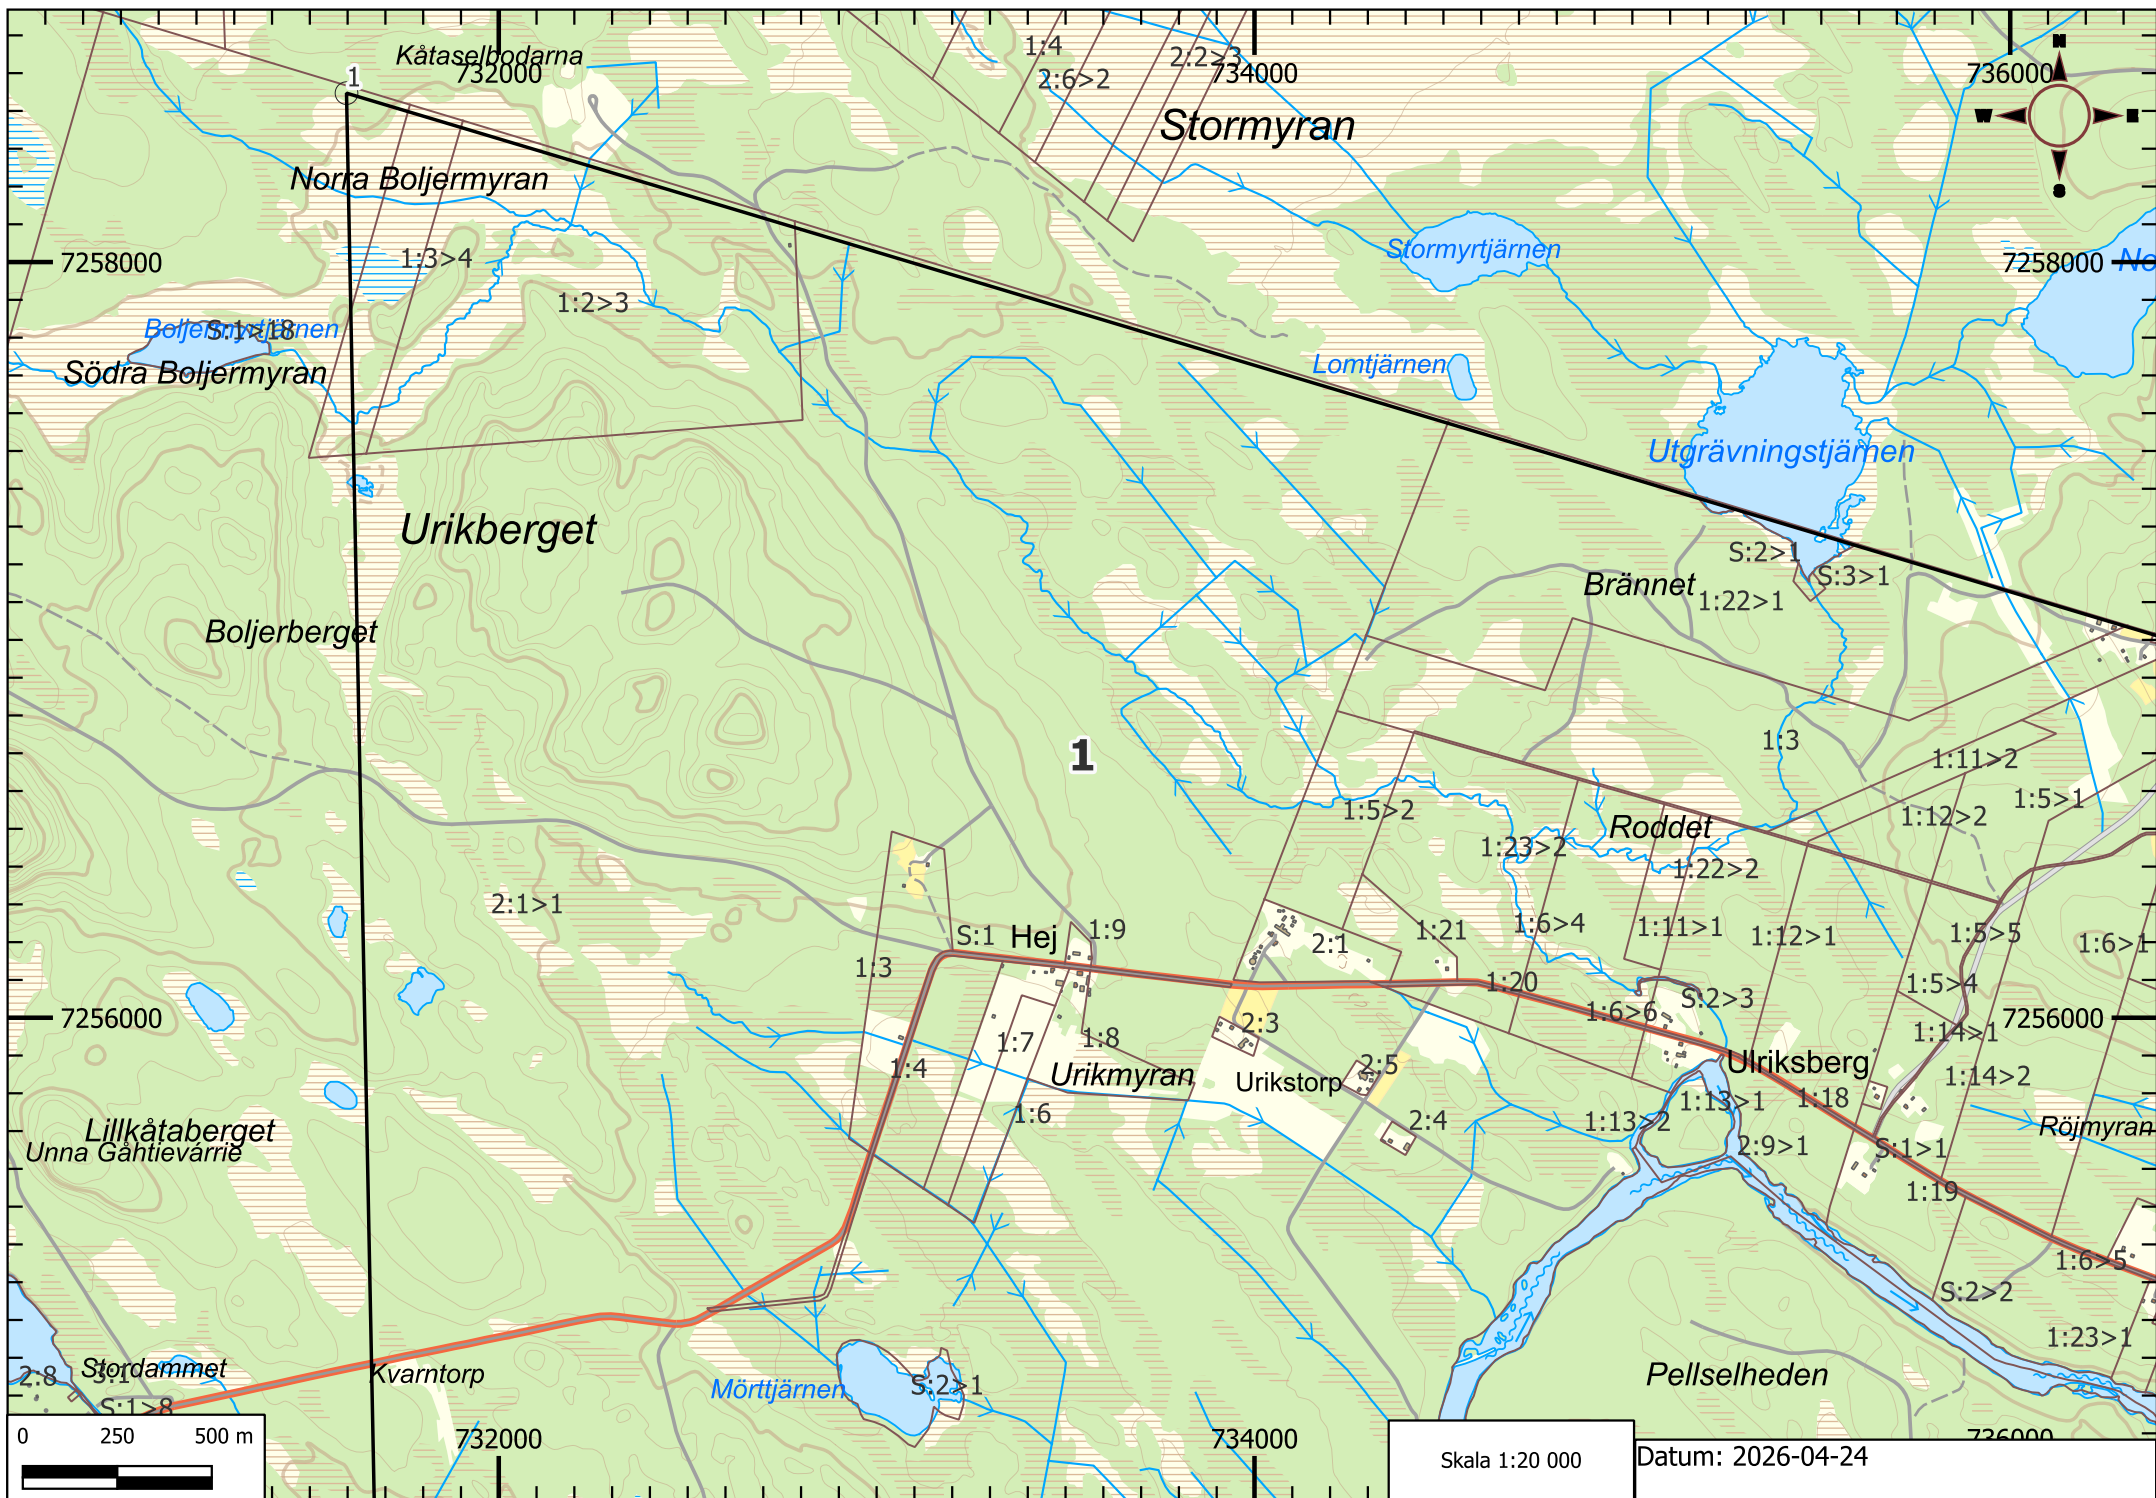 Kåtaselbodarna
732000
1:4
2:6>2
2:2>3
734000
736000
N
W
E
S
1
Stormyran
Norra Boljermyran
1:3>4
1:2>3
7258000
Stormyrtjärnen
7258000
No
Boljermyrtjärnen
S:1>18
Södra Boljermyran
Lomtjärnen
Utgrävningstjärnen
Urikberget
S:2>1
S:3>1
Brännet
1:22>1
Boljerberget
1
1:3
1:11>2
1:5>1
1:5>2
1:12>2
Roddet
1:23>2
1:22>2
2:1>1
S:1
Hej
1:9
2:1
1:21
1:6>4
1:11>1
1:12>1
1:5>5
1:6>1
1:3
1:20
1:5>4
S:2>3
1:6>6
7256000
2:3
7256000
1:7
1:8
1:14>1
1:4
Urikmyran
Urikstorp
2:5
Ulriksberg
1:14>2
1:6
2:4
1:13>2
1:13>1
1:18
Röjmyran
Lillkåtaberget
Unna Gåhtievárrie
2:9>1
S:1>1
1:19
1:6>5
S:2>2
1:23>1
2:8
Stordammet
3:1
Kvarntorp
Mörttjärnen
S:2>1
Pellselheden
S:1>8
0 250 500 m
732000
734000
736000
Skala 1:20 000
Datum: 2026-04-24